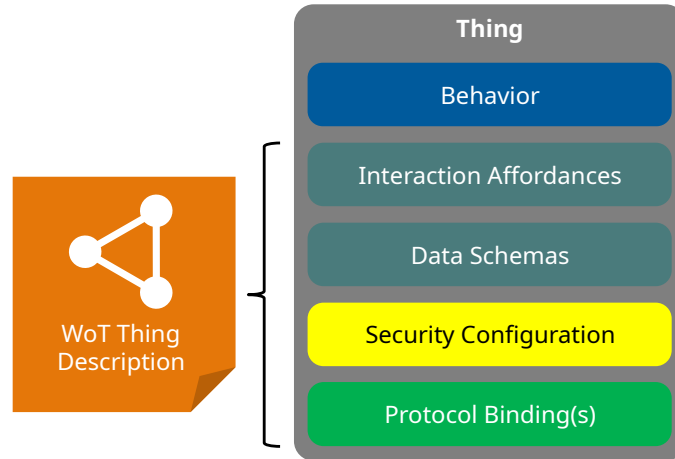 Thing
Behavior
Interaction Affordances
Data Schemas
Security Configuration
Protocol Binding(s)
WoT Thing
Description